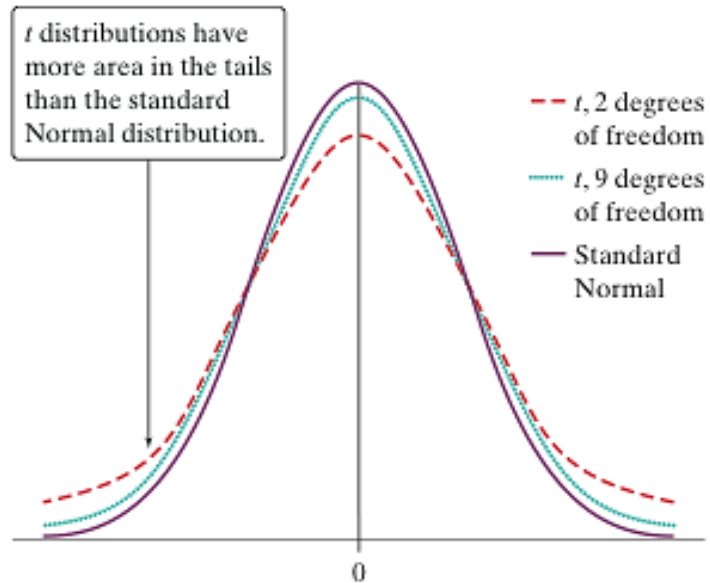 t distributions have
more area in the tails
than the standard
Normal distribution.
t, 2 degrees
of freedom
t, 9 degrees
of freedom
Standard
Normal
0